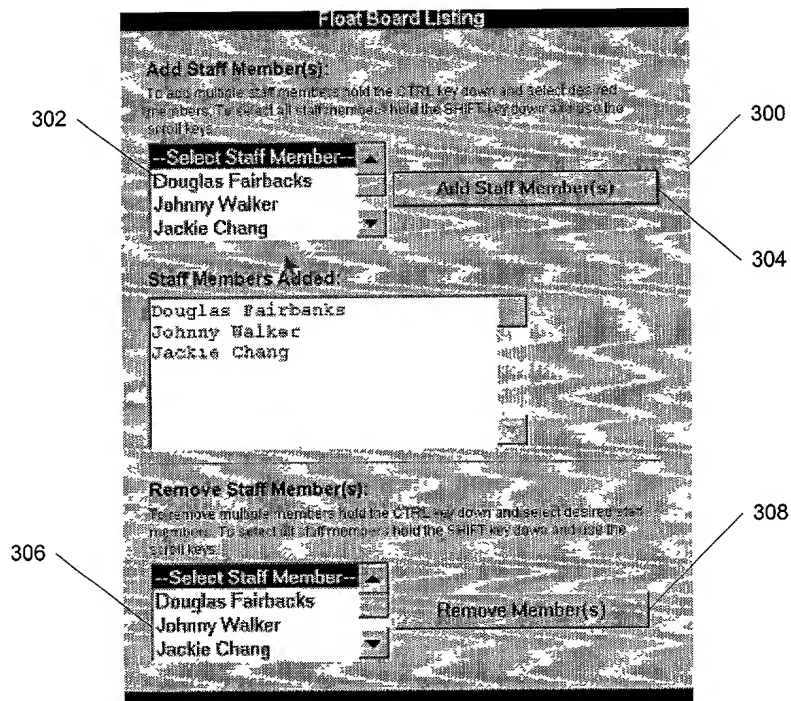 Float Board Listing
Add Staff Member(s):
To add multiple staff members hold the CTRL key down and select desired
members. To select all staff members hold the SHIFT key down and use the
scroll keys.
302
300
--Select Staff Member--
Douglas Fairbacks
Johnny Walker
Jackie Chang
Add Staff Member(s)
304
Staff Members Added:
Douglas Fairbanks
Johnny Walker
Jackie Chang
Remove Staff Member(s):
To remove multiple members hold the CTRL key down and select desired staff
members. To select all staff members hold the SHIFT key down and use the
scroll keys.
308
306
--Select Staff Member--
Douglas Fairbacks
Johnny Walker
Jackie Chang
Remove Member(s)